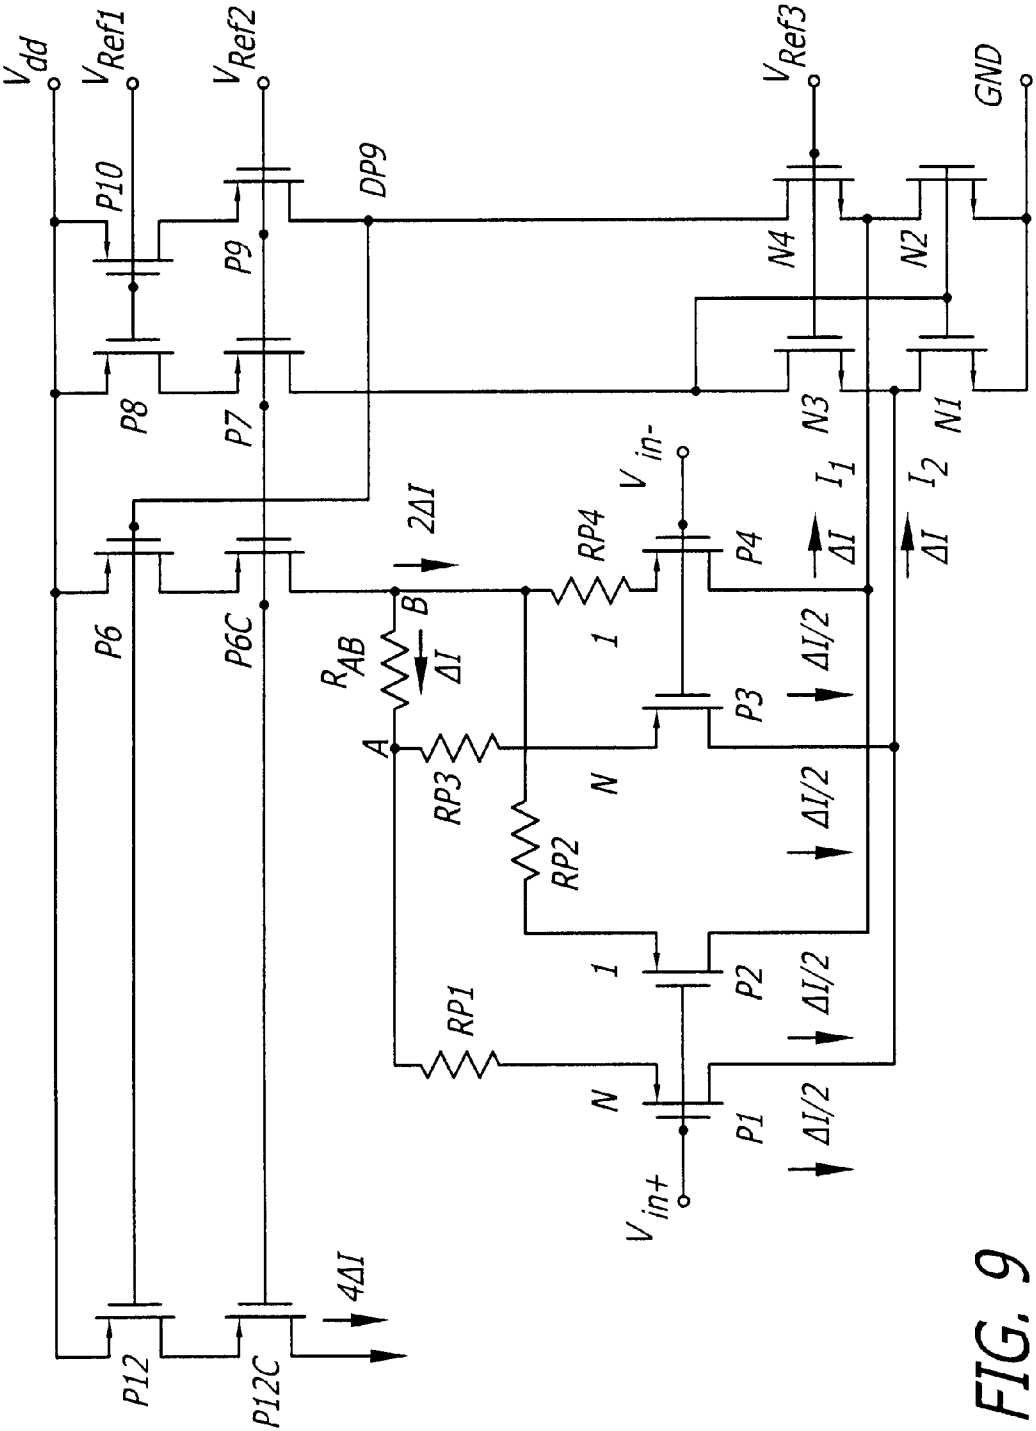 V_dd
V_Ref1
V_Ref2
V_Ref3
GND
P10
P8
P6
P12
P9
P7
P6C
P12C
DP9
4ΔI
2ΔI
B
R_AB
ΔI
A
RP4
RP3
RP2
RP1
1
N
1
N
V_in-
V_in+
P4
P3
P2
P1
ΔI/2
ΔI/2
ΔI/2
ΔI/2
N4
N3
I_1
ΔI
N2
N1
I_2
ΔI
FIG. 9